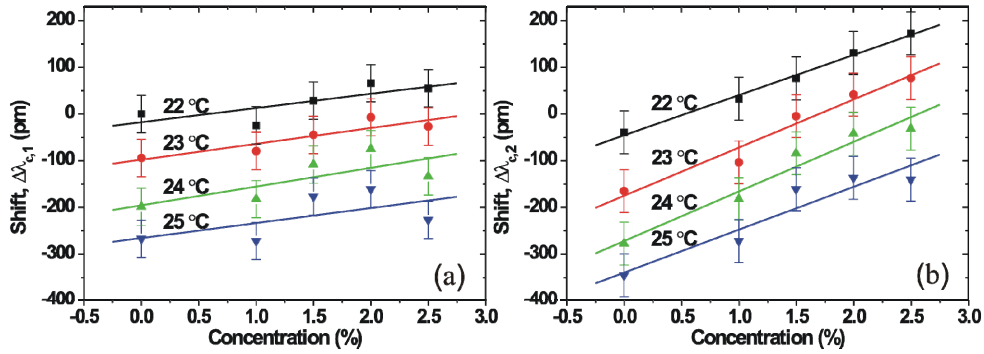 200
100
0
-100
-200
-300
-400
Shift, Δλc,1 (pm)
22 °C
23 °C
24 °C
25 °C
(a)
-0.5 0.0 0.5 1.0 1.5 2.0 2.5 3.0
Concentration (%)
200
100
0
-100
-200
-300
-400
Shift, Δλc,2 (pm)
22 °C
23 °C
24 °C
25 °C
(b)
-0.5 0.0 0.5 1.0 1.5 2.0 2.5 3.0
Concentration (%)